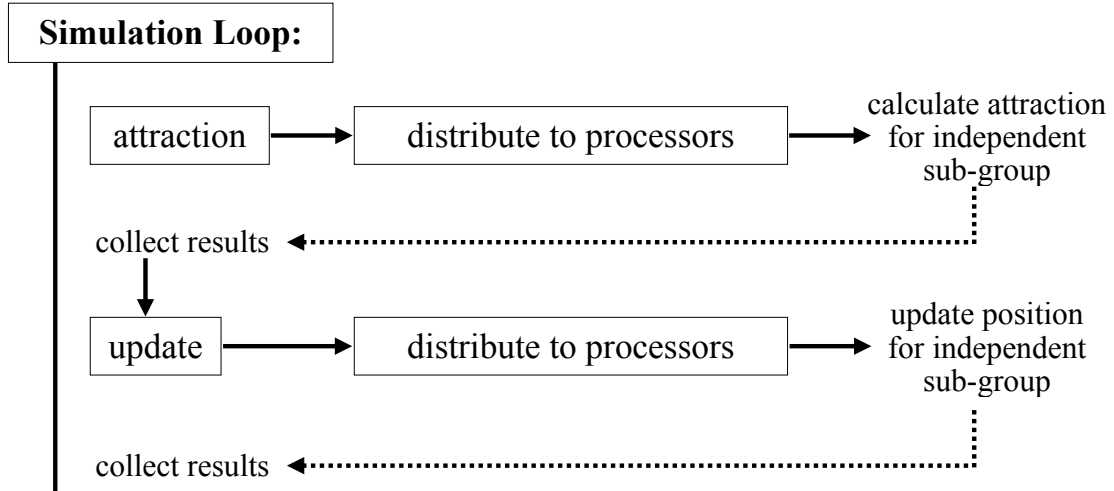 Simulation Loop:
attraction
distribute to processors
calculate attraction
for independent
sub-group
collect results
update
distribute to processors
update position
for independent
sub-group
collect results